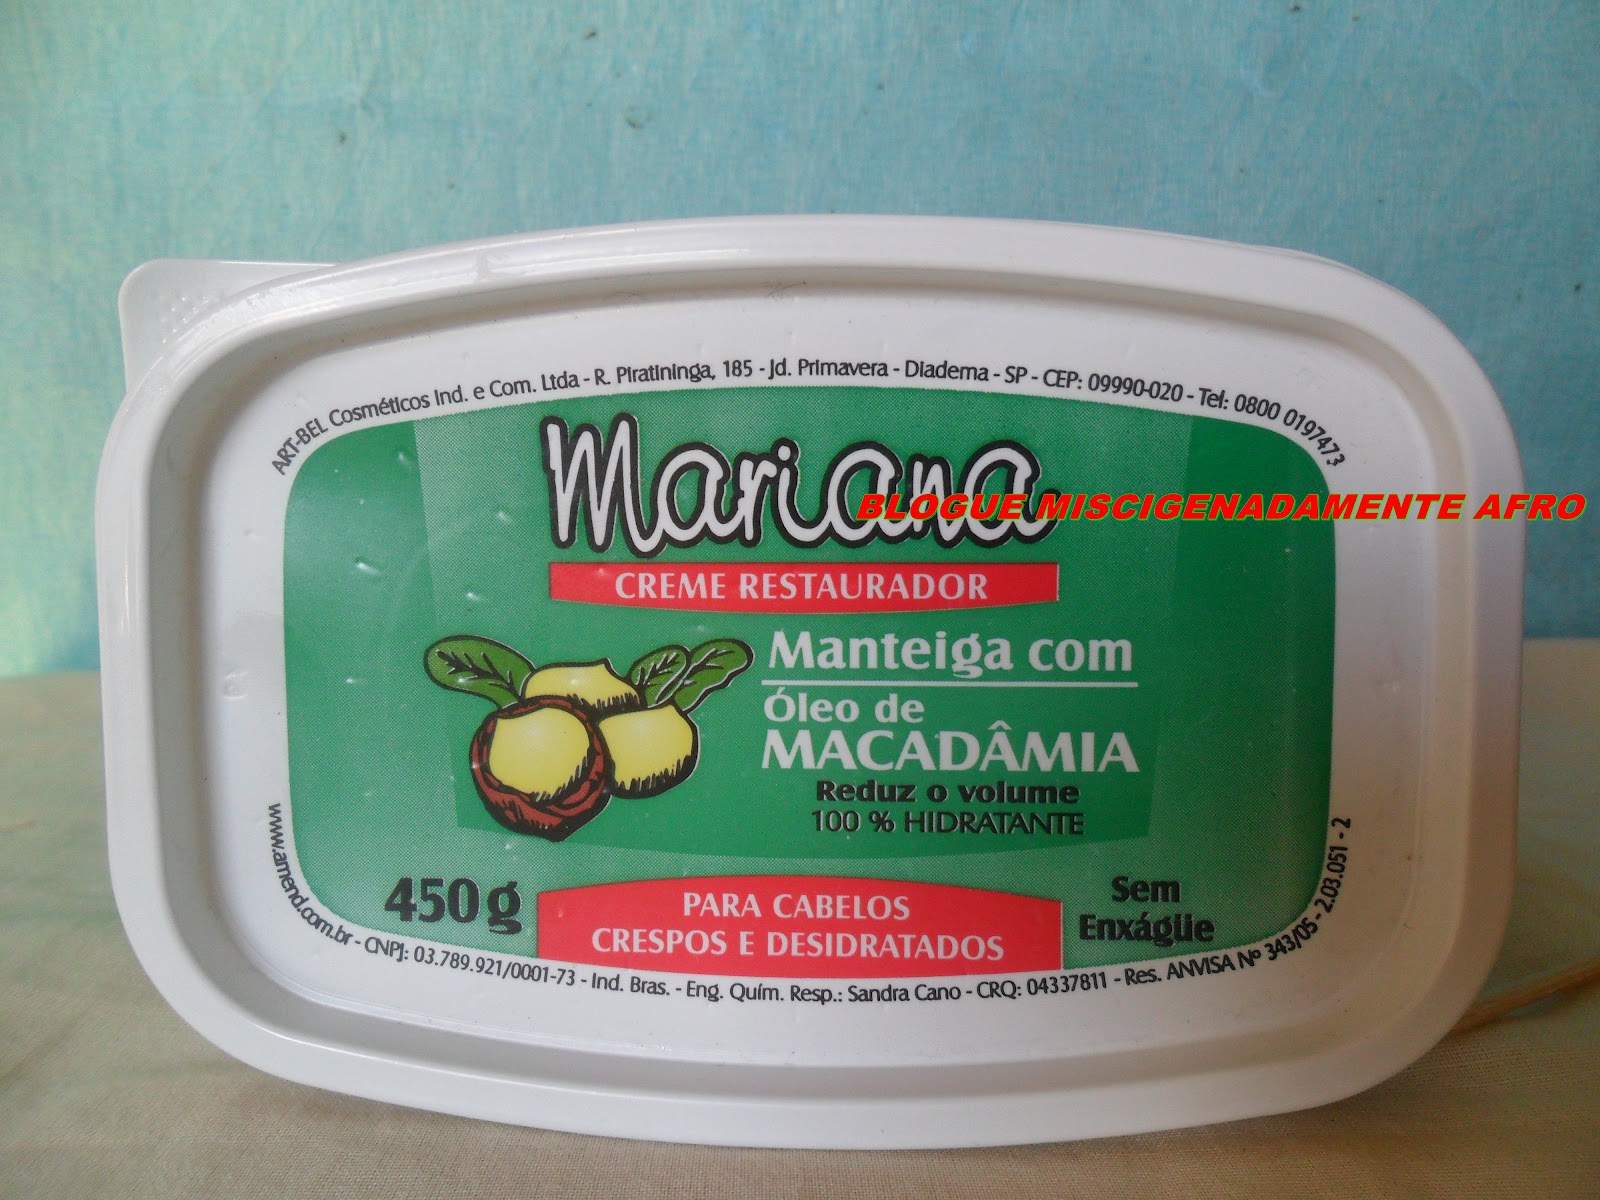 ART-BEL Cosméticos Ind. e Com. Ltda - R. Piratininga, 185 - Jd. Primavera - Diadema - SP - CEP: 09990-020 - Tel: 0800 0197473
Mariana
BLOGUE MISCIGENADAMENTE AFRO
CREME RESTAURADOR
Manteiga com
Óleo de
MACADÂMIA
Reduz o volume
100 % HIDRATANTE
450g
PARA CABELOS
CRESPOS E DESIDRATADOS
Sem
Enxágüe
www.amend.com.br - CNPJ: 03.789.921/0001-73 - Ind. Bras. - Eng. Quím. Resp.: Sandra Cano - CRQ: 04337811 - Res. ANVISA Nº 343/05 - 2.03.051 - 2